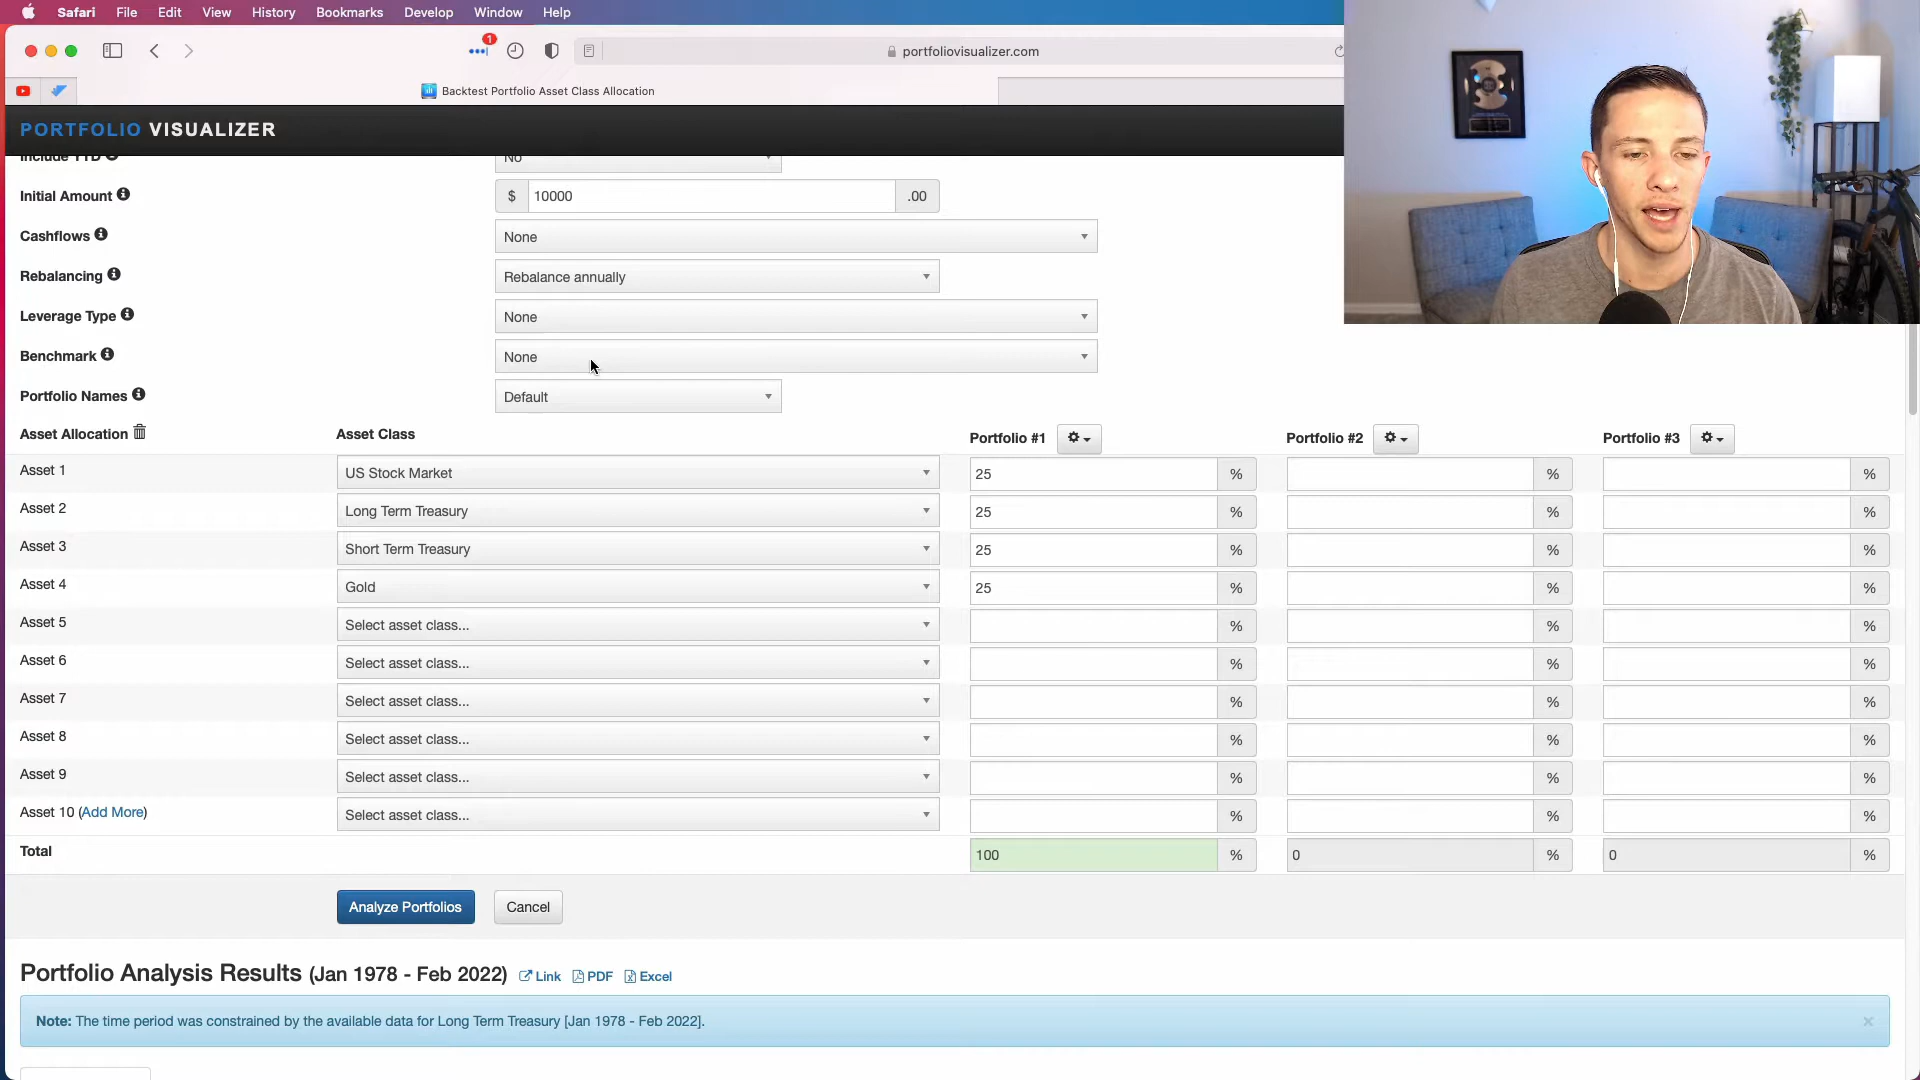 Safari File Edit View History Bookmarks Develop Window Help
1
portfoliovisualizer.com
Backtest Portfolio Asset Class Allocation
PORTFOLIO VISUALIZER
Include YTD No
Initial Amount $ 10000 .00
Cashflows None
Rebalancing Rebalance annually
Leverage Type None
Benchmark None
Portfolio Names Default
Asset Allocation Asset Class Portfolio #1 Portfolio #2 Portfolio #3
Asset 1 US Stock Market 25 % % %
Asset 2 Long Term Treasury 25 % % %
Asset 3 Short Term Treasury 25 % % %
Asset 4 Gold 25 % % %
Asset 5 Select asset class... % % %
Asset 6 Select asset class... % % %
Asset 7 Select asset class... % % %
Asset 8 Select asset class... % % %
Asset 9 Select asset class... % % %
Asset 10 (Add More) Select asset class... % % %
Total 100 % 0 % 0 %
Analyze Portfolios Cancel
Portfolio Analysis Results (Jan 1978 - Feb 2022) Link PDF Excel
Note: The time period was constrained by the available data for Long Term Treasury [Jan 1978 - Feb 2022]. ×